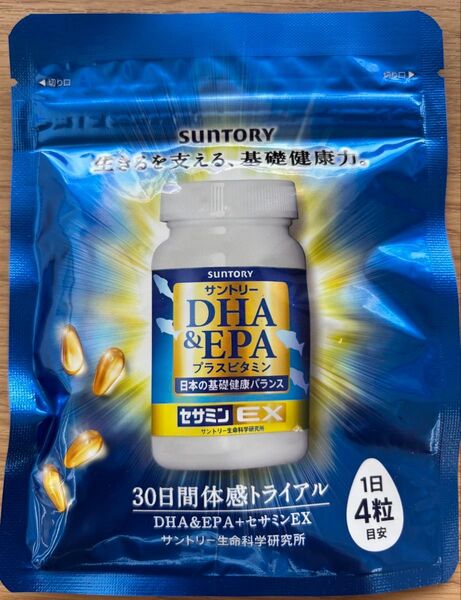 ◀切り口
切り口▶
SUNTORY
生きるを支える、基礎健康力。
SUNTORY
サントリー
DHA
&EPA
プラスビタミン
日本の基礎健康バランス
セサミンEX
サントリー生命科学研究所
30日間体感トライアル
DHA&EPA+セサミンEX
サントリー生命科学研究所
1日
4粒
目安